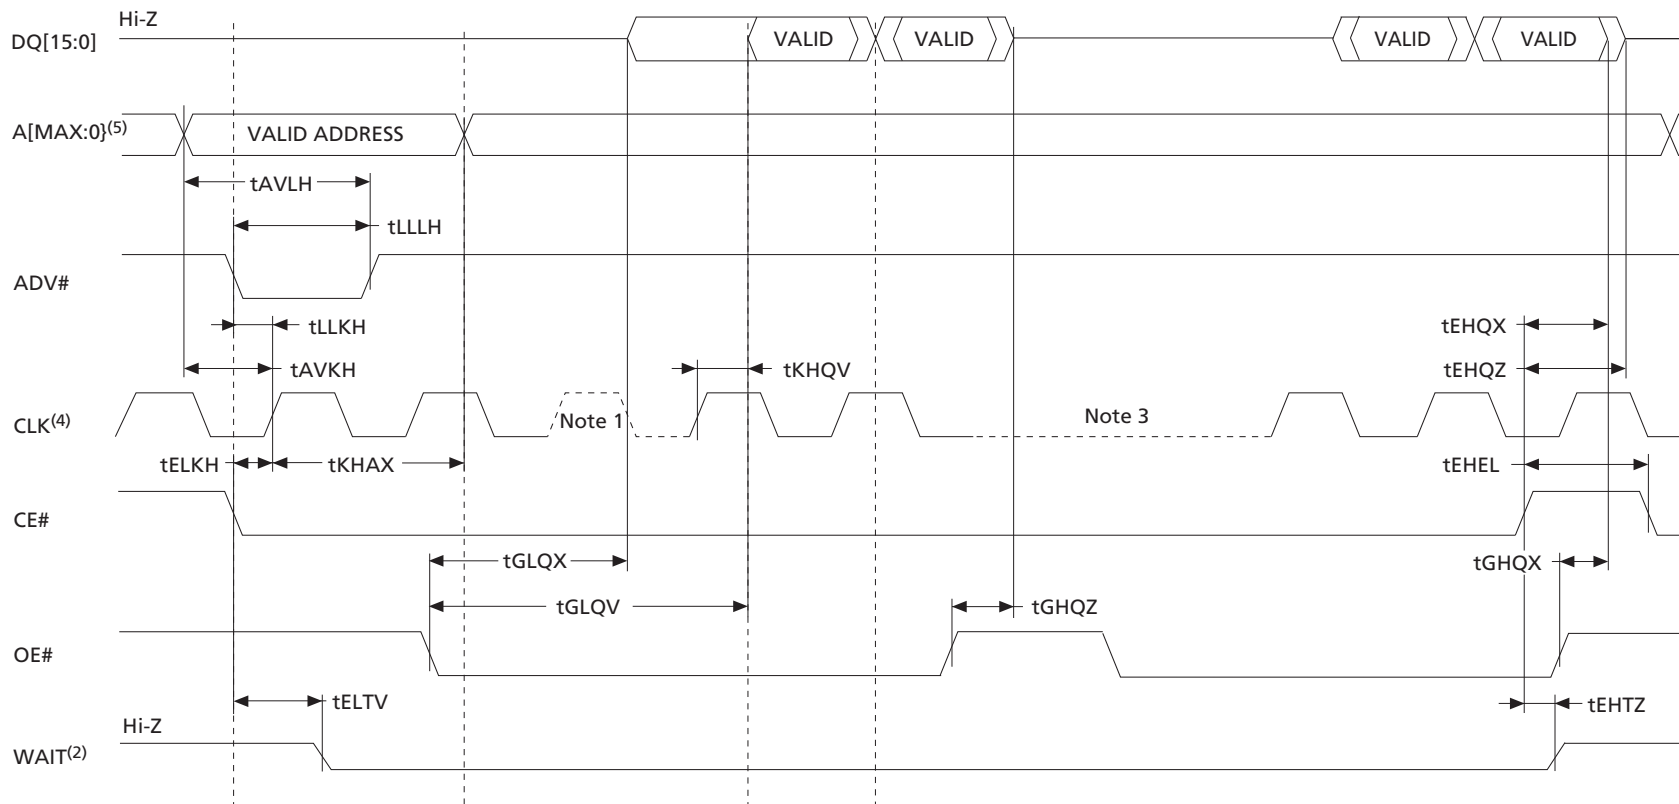 Hi-Z
DQ[15:0]
VALID
VALID
VALID
VALID
A[MAX:0}(5)
VALID ADDRESS
tAVLH
tLLLH
ADV#
tLLKH
tEHQX
tAVKH
tKHQV
tEHQZ
CLK(4)
Note 1
Note 3
tELKH
tKHAX
tEHEL
CE#
tGLQX
tGHQX
tGLQV
tGHQZ
OE#
tELTV
tEHTZ
Hi-Z
WAIT(2)